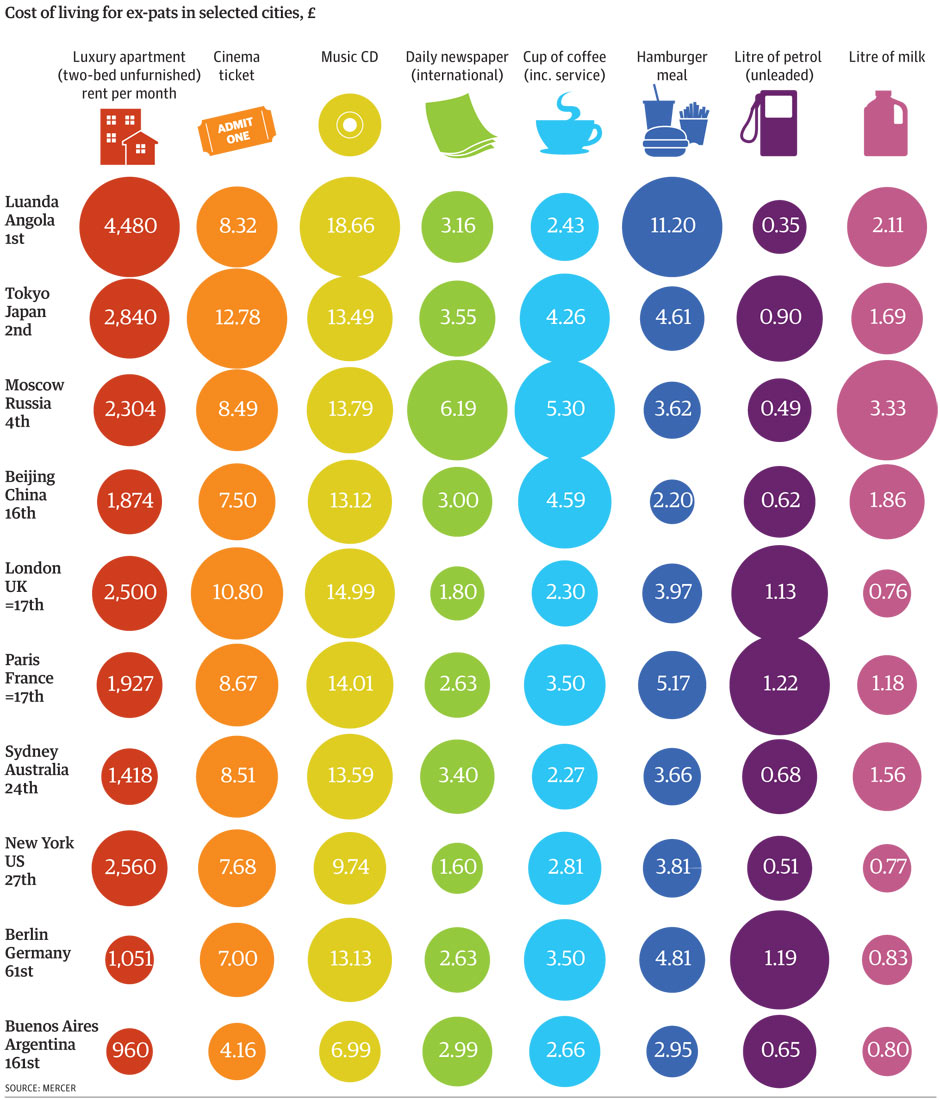 Cost of living for ex-pats in selected cities, £
Luxury apartment
(two-bed unfurnished)
rent per month
Cinema
ticket
Music CD
Daily newspaper
(international)
Cup of coffee
(inc. service)
Hamburger
meal
Litre of petrol
(unleaded)
Litre of milk
ADMIT
ONE
Luanda
Angola
1st
4,480 8.32 18.66 3.16 2.43 11.20 0.35 2.11
Tokyo
Japan
2nd
2,840 12.78 13.49 3.55 4.26 4.61 0.90 1.69
Moscow
Russia
4th
2,304 8.49 13.79 6.19 5.30 3.62 0.49 3.33
Beijing
China
16th
1,874 7.50 13.12 3.00 4.59 2.20 0.62 1.86
London
UK
=17th
2,500 10.80 14.99 1.80 2.30 3.97 1.13 0.76
Paris
France
=17th
1,927 8.67 14.01 2.63 3.50 5.17 1.22 1.18
Sydney
Australia
24th
1,418 8.51 13.59 3.40 2.27 3.66 0.68 1.56
New York
US
27th
2,560 7.68 9.74 1.60 2.81 3.81 0.51 0.77
Berlin
Germany
61st
1,051 7.00 13.13 2.63 3.50 4.81 1.19 0.83
Buenos Aires
Argentina
161st
960 4.16 6.99 2.99 2.66 2.95 0.65 0.80
SOURCE: MERCER